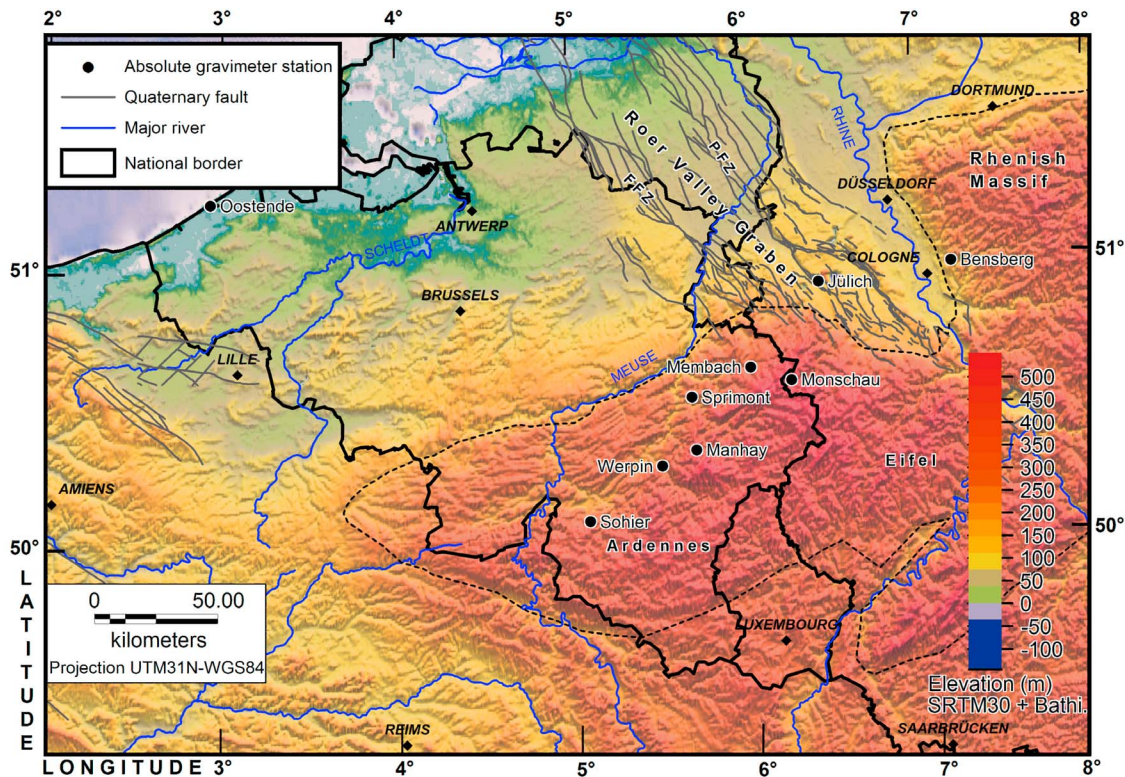 2° 3° 4° 5° 6° 7° 8°
Absolute gravimeter station
Quaternary fault
Major river
National border
DORTMUND
RHINE
Roer Valley Graben
PFZ
FFZ
Rhenish
Massif
DÜSSELDORF
Oostende
ANTWERP
SCHELDT
51°
51°
COLOGNE
Bensberg
Jülich
BRUSSELS
LILLE
MEUSE
Membach
Monschau
Sprimont
Manhay
Werpin
Eifel
AMIENS
Sohier
Ardennes
50°
50°
LUXEMBOURG
500
450
400
350
300
250
200
150
100
50
0
-50
-100
Elevation (m)
SRTM30 + Bathi.
0 50.00
kilometers
Projection UTM31N-WGS84
LATITUDE
REIMS
SAARBRÜCKEN
LONGITUDE
3° 4° 5° 6° 7° 8°